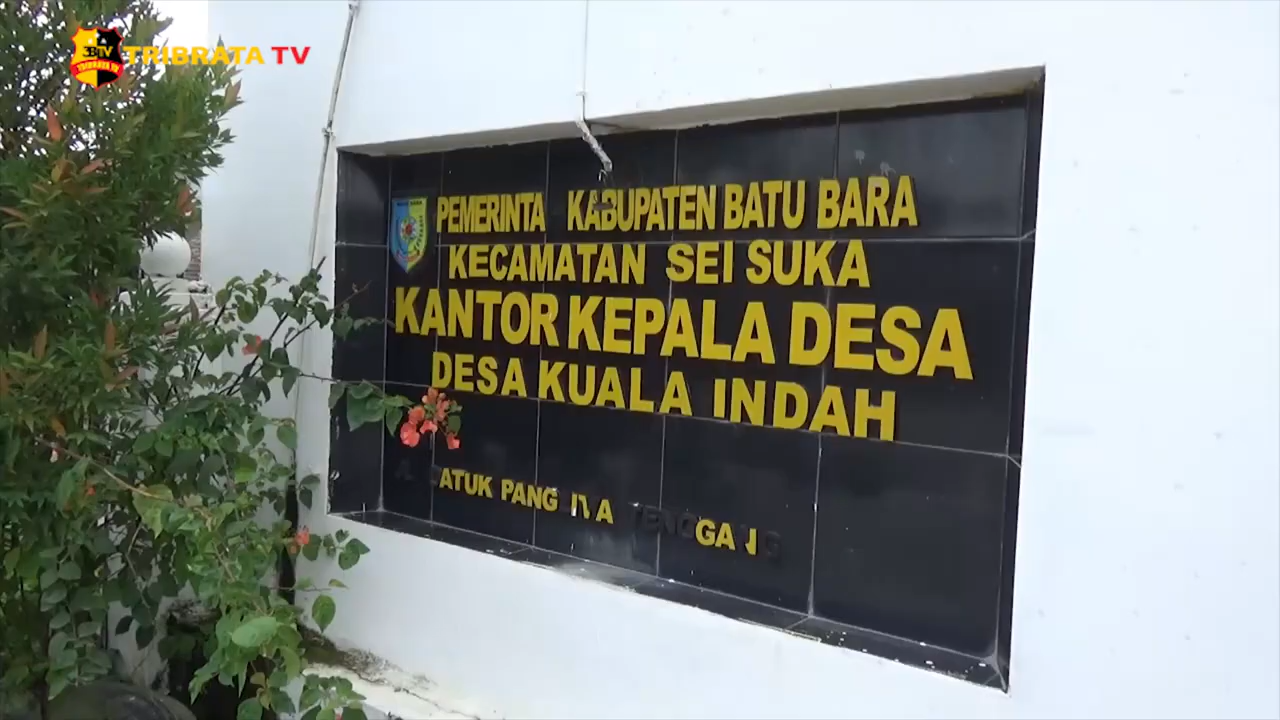 TRIBRATA TV
PEMERINTA KABUPATEN BATU BARA
KECAMATAN SEI SUKA
KANTOR KEPALA DESA
DESA KUALA INDAH
ATUK PANG